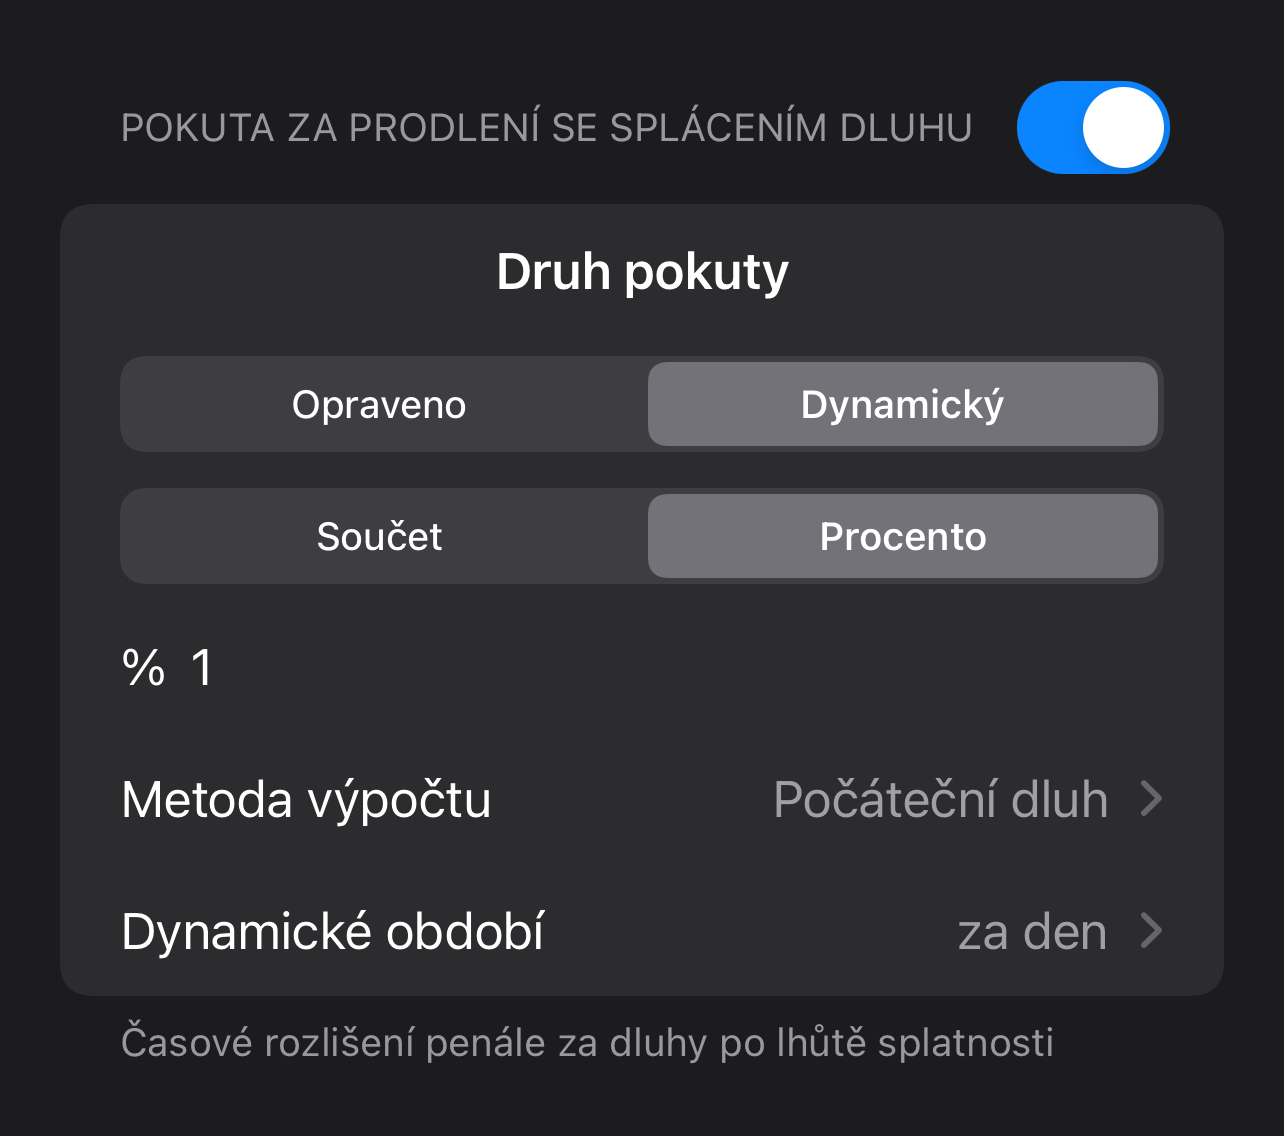 POKUTA ZA PRODLENÍ SE SPLÁCENÍM DLUHU
Druh pokuty
Opraveno Dynamický
Součet Procento
% 1
Metoda výpočtu Počáteční dluh
Dynamické období za den
Časové rozlišení penále za dluhy po lhůtě splatnosti